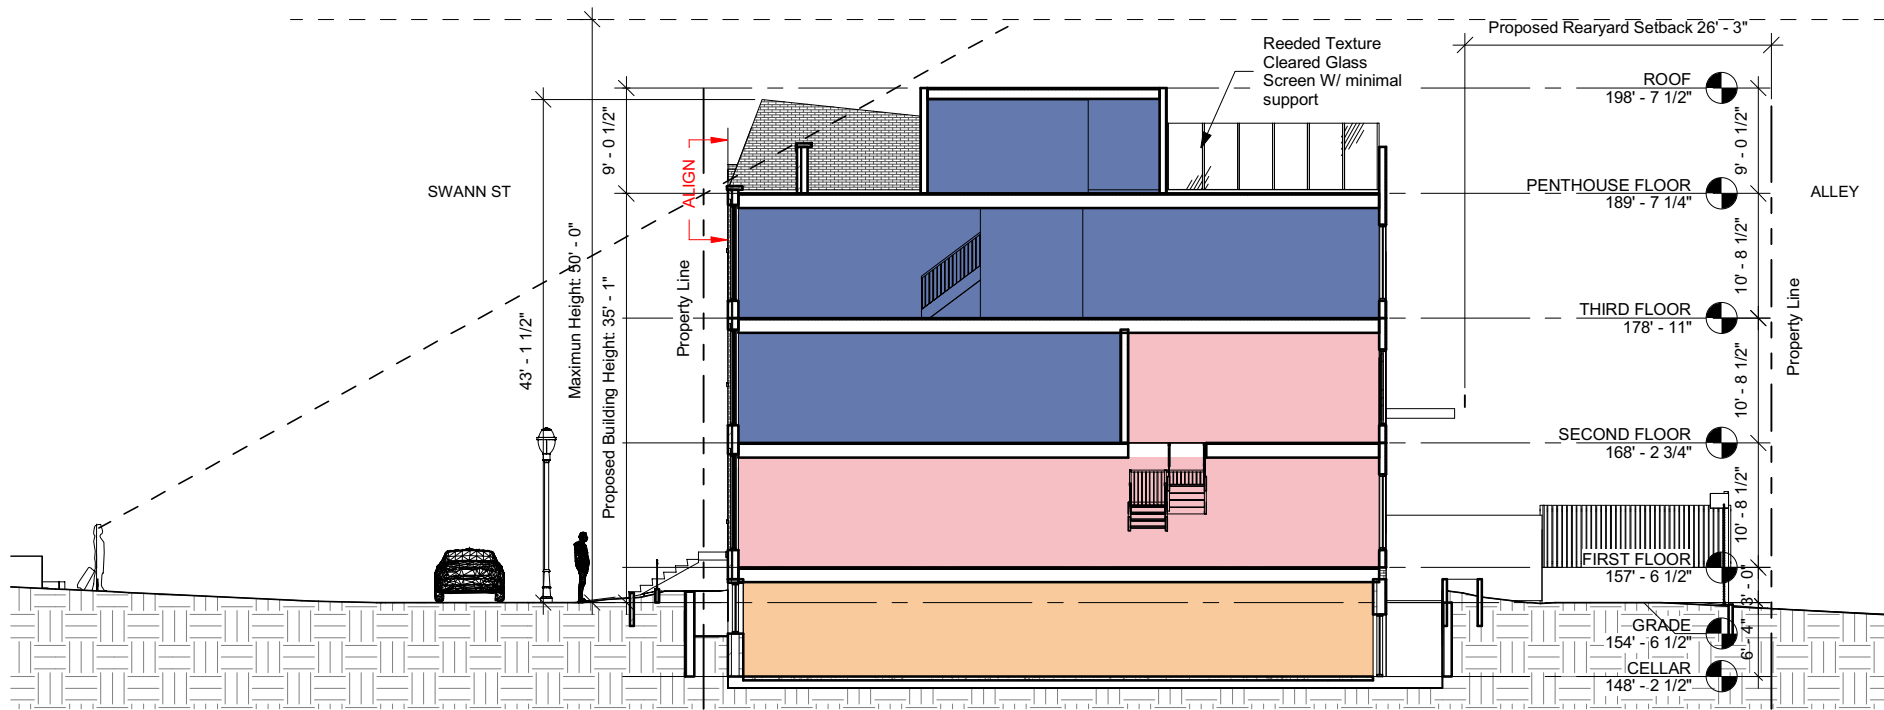 Proposed Rearyard Setback 26' - 3"
Reeded Texture
Cleared Glass
Screen W/ minimal
support
ROOF
198' - 7 1/2"
9' - 0 1/2"
9' - 0 1/2"
ALIGN
SWANN ST
PENTHOUSE FLOOR
189' - 7 1/4"
ALLEY
43' - 1 1/2"
Maximun Height: 50' - 0"
Proposed Building Height: 35' - 1"
Property Line
10' - 8 1/2"
THIRD FLOOR
178' - 11"
Property Line
10' - 8 1/2"
SECOND FLOOR
168' - 2 3/4"
10' - 8 1/2"
FIRST FLOOR
157' - 6 1/2"
3' - 0"
GRADE
154' - 6 1/2"
6' - 4"
CELLAR
148' - 2 1/2"